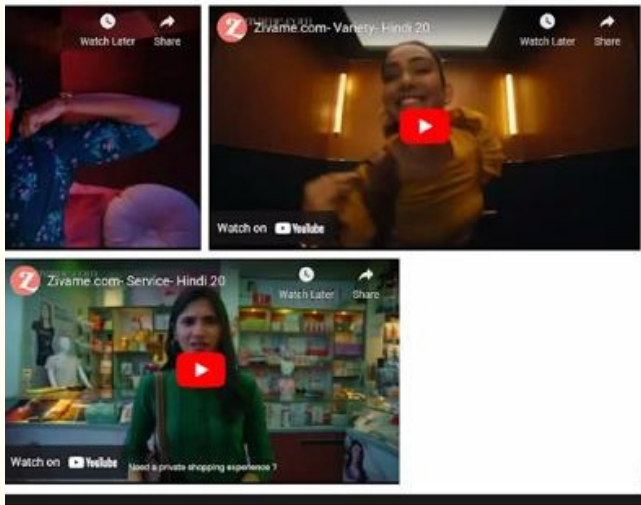 Watch Later Share
Zivame.com- Variety- Hindi 20
Watch Later Share
Watch on YouTube
Zivame.com- Service- Hindi 20
Watch Later Share
Watch on YouTube
Need a private shopping experience ?